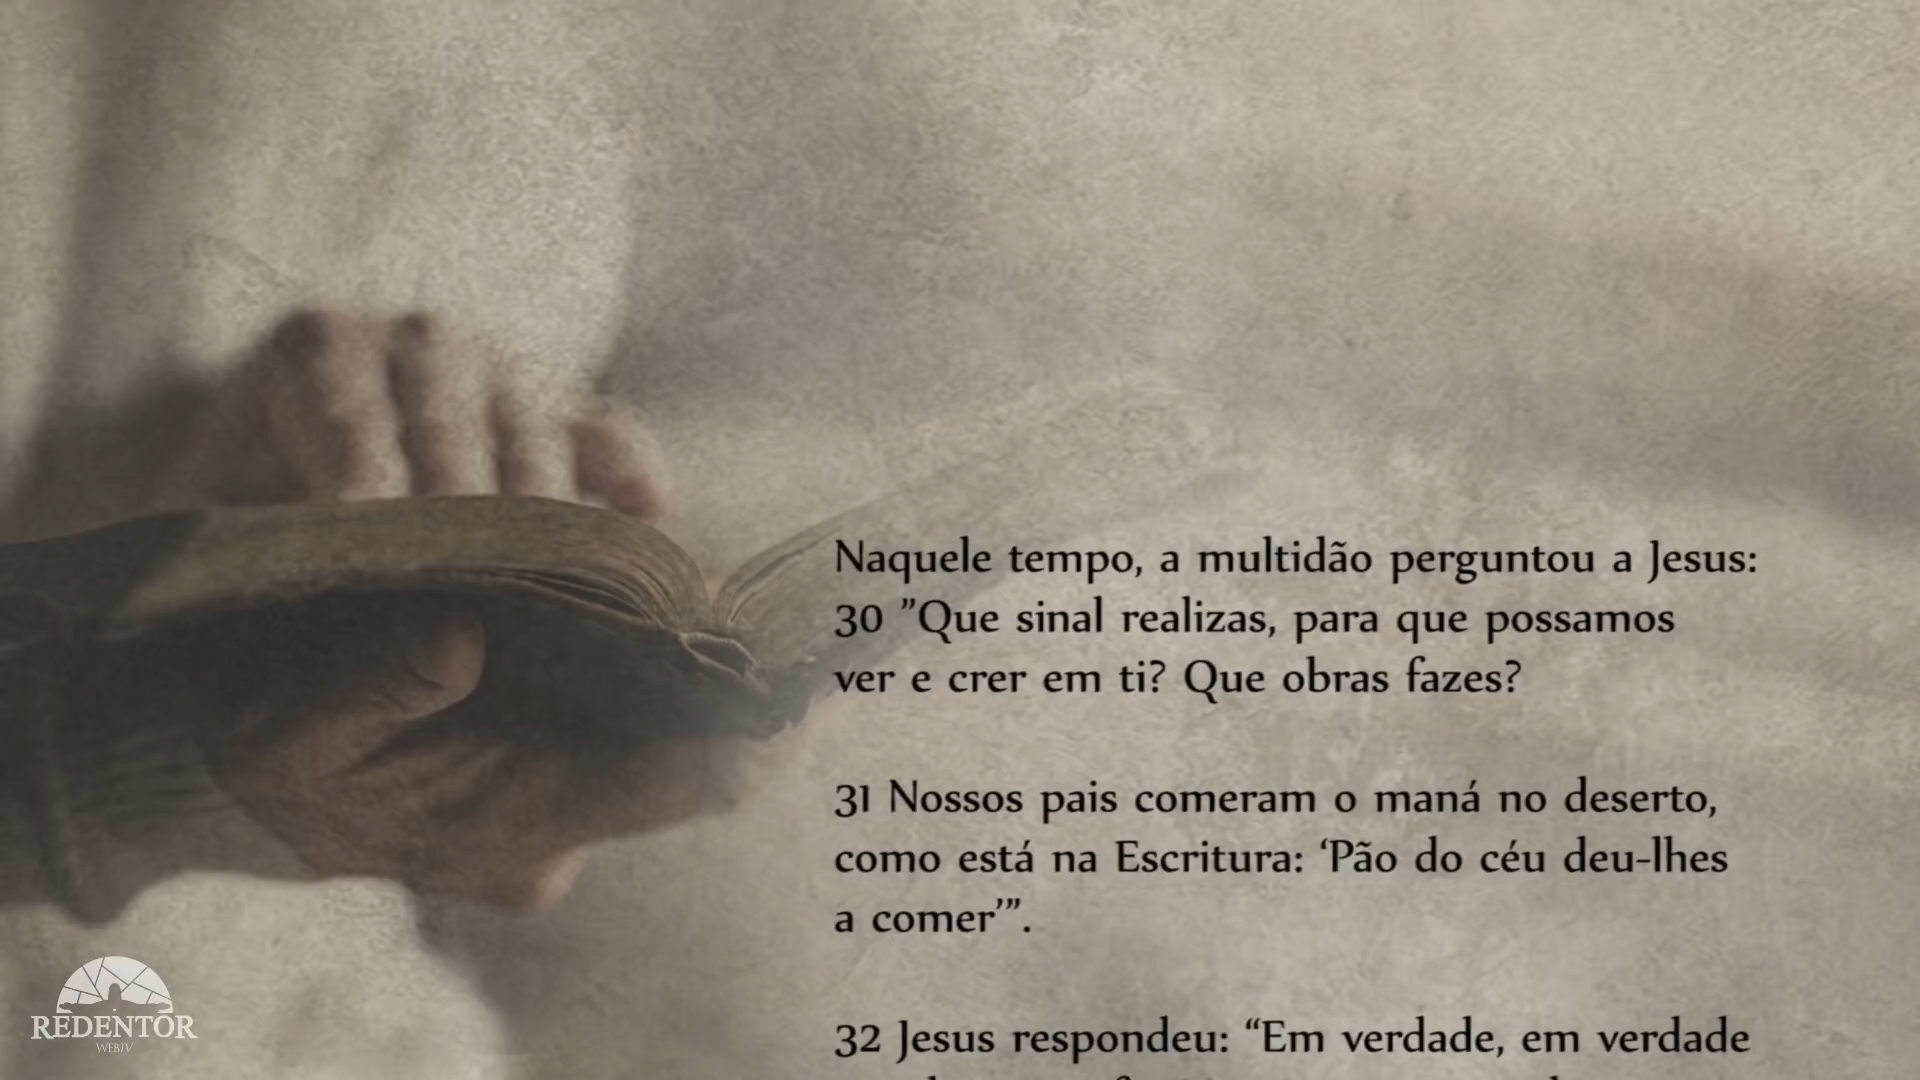 Naquele tempo, a multidão perguntou a Jesus:
30 ”Que sinal realizas, para que possamos
ver e crer em ti? Que obras fazes?
31 Nossos pais comeram o maná no deserto,
como está na Escritura: ‘Pão do céu deu-lhes
a comer’”.
32 Jesus respondeu: “Em verdade, em verdade
REDENTOR
WEBTV